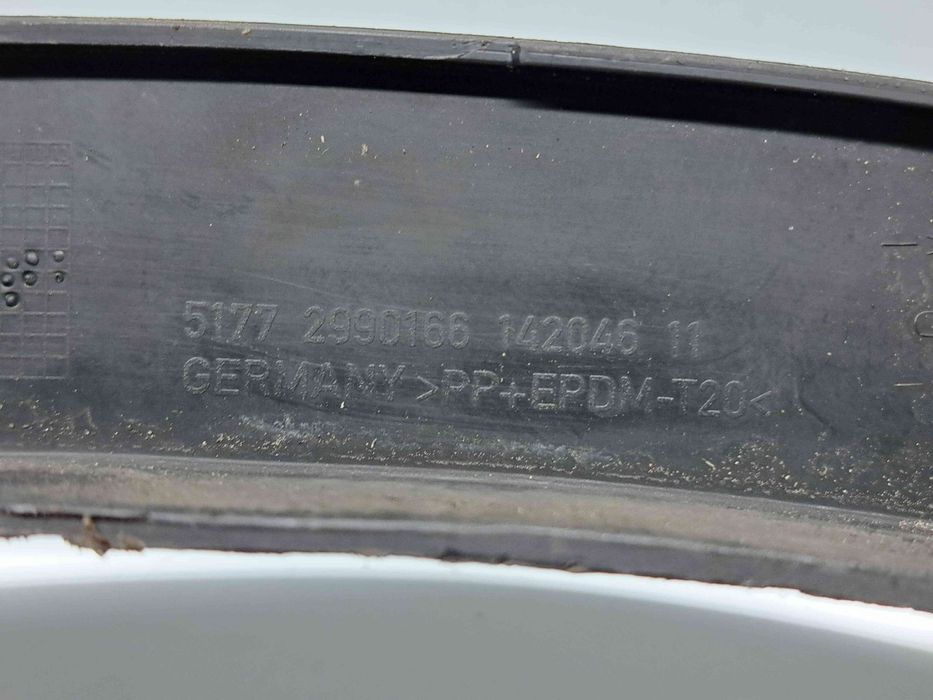 5177 2990166 142046 11
GERMANY >PP+EPDM-T20<